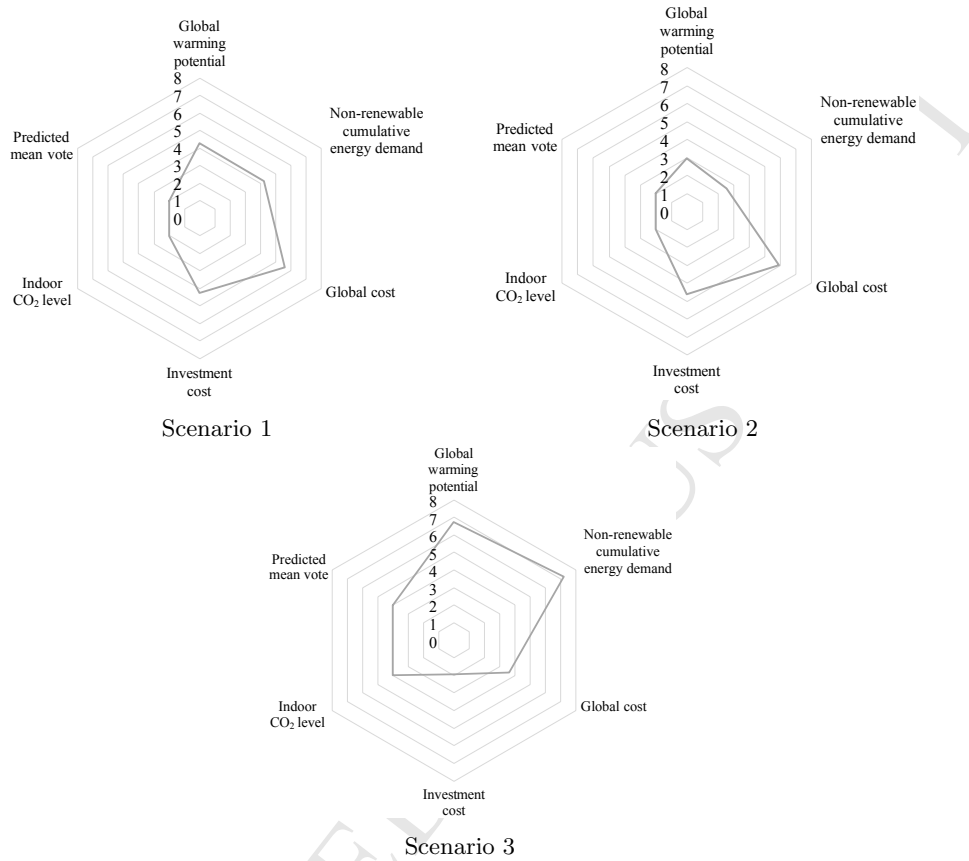 Global
warming
potential
8
7
6
5
4
3
2
1
0
Non-renewable
cumulative
energy demand
Global cost
Investment
cost
Indoor
CO₂ level
Predicted
mean vote
Scenario 1
Global
warming
potential
8
7
6
5
4
3
2
1
0
Non-renewable
cumulative
energy demand
Global cost
Investment
cost
Indoor
CO₂ level
Predicted
mean vote
Scenario 2
Global
warming
potential
8
7
6
5
4
3
2
1
0
Non-renewable
cumulative
energy demand
Global cost
Investment
cost
Indoor
CO₂ level
Predicted
mean vote
Scenario 3